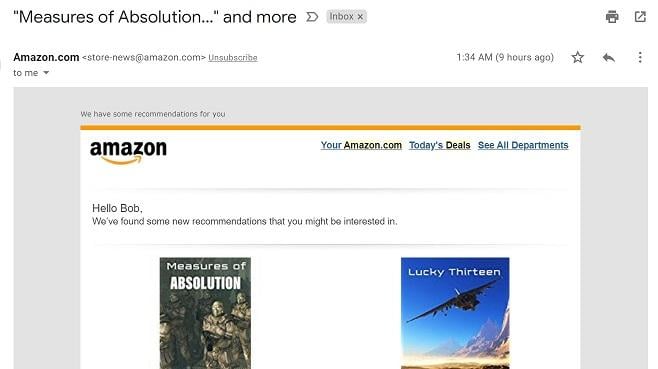 "Measures of Absolution..." and more Inbox ×
Amazon.com <store-news@amazon.com> Unsubscribe 1:34 AM (9 hours ago)
to me
We have some recommendations for you
amazon Your Amazon.com Today's Deals See All Departments
Hello Bob,
We've found some new recommendations that you might be interested in.
Measures of
ABSOLUTION
Lucky Thirteen